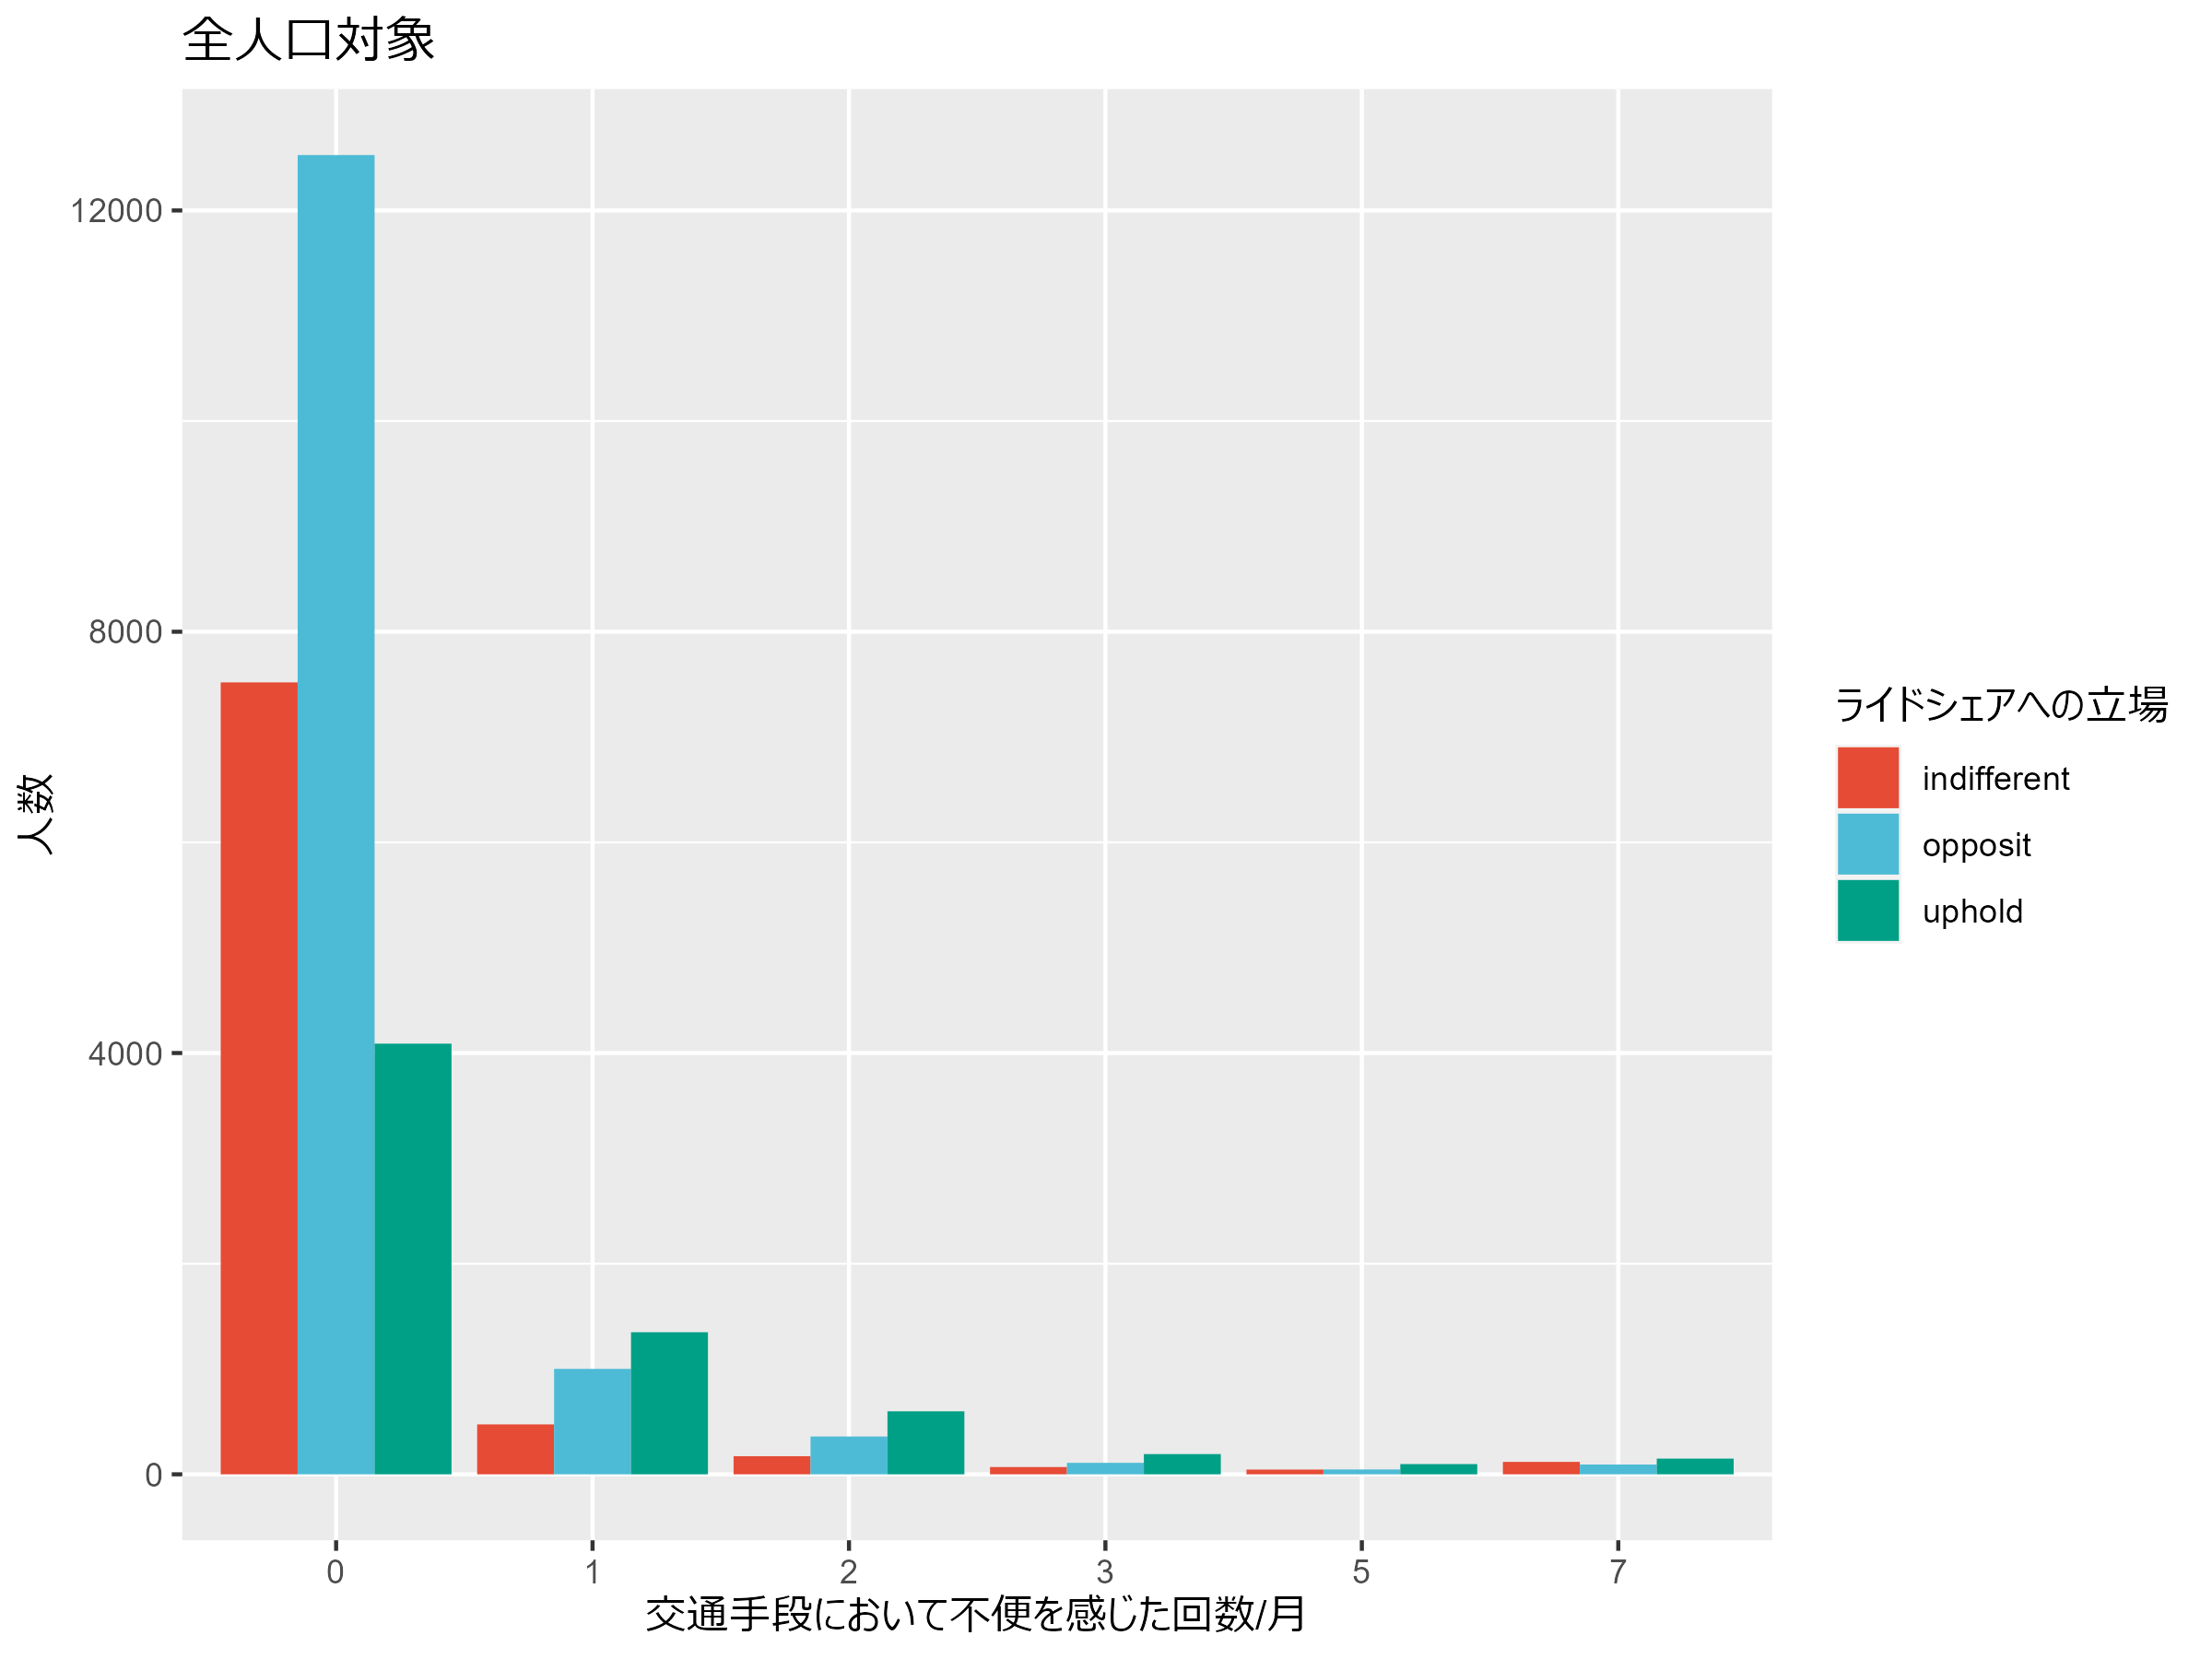 全人口対象
人数
12000
8000
4000
0
0 1 2 3 5 7
交通手段において不便を感じた回数/月
ライドシェアへの立場
indifferent
opposit
uphold